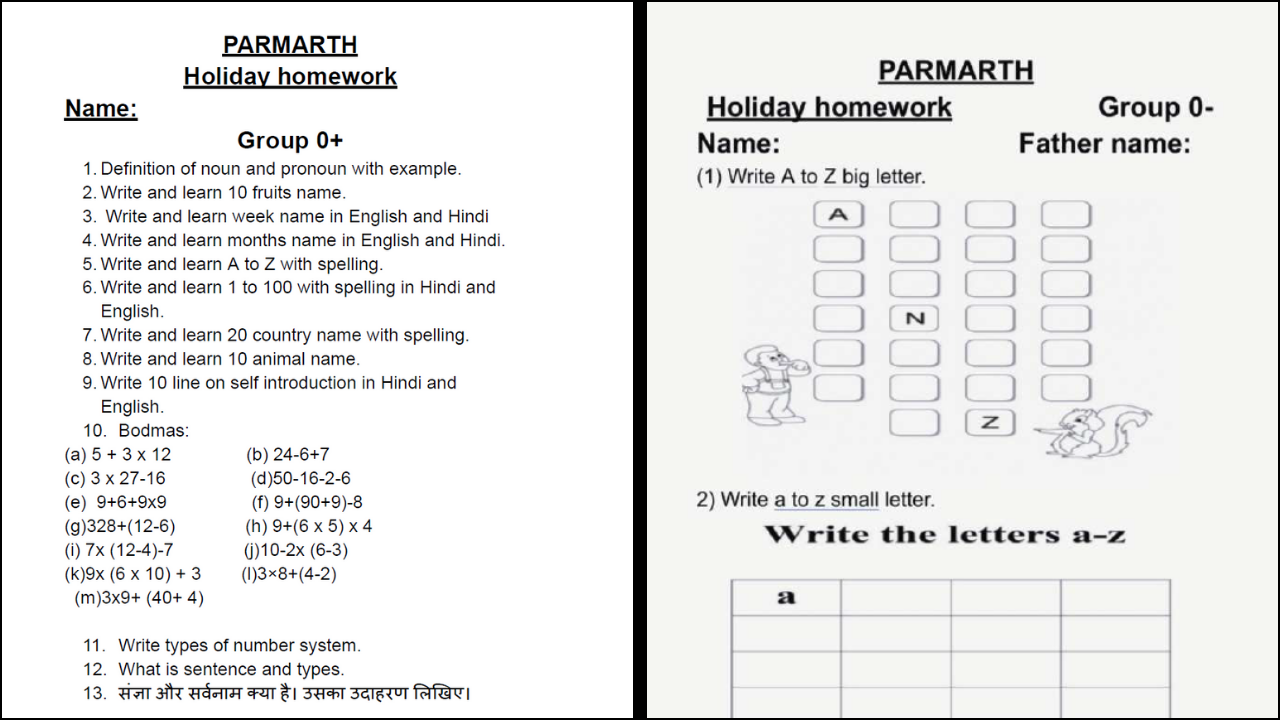 PARMARTH
Holiday homework
Name:
Group 0+
1. Definition of noun and pronoun with example.
2. Write and learn 10 fruits name.
3. Write and learn week name in English and Hindi
4. Write and learn months name in English and Hindi.
5. Write and learn A to Z with spelling.
6. Write and learn 1 to 100 with spelling in Hindi and
English.
7. Write and learn 20 country name with spelling.
8. Write and learn 10 animal name.
9. Write 10 line on self introduction in Hindi and
English.
10. Bodmas:
(a) 5 + 3 x 12 (b) 24-6+7
(c) 3 x 27-16 (d)50-16-2-6
(e) 9+6+9x9 (f) 9+(90+9)-8
(g)328+(12-6) (h) 9+(6 x 5) x 4
(i) 7x (12-4)-7 (j)10-2x (6-3)
(k)9x (6 x 10) + 3 (l)3×8+(4-2)
(m)3x9+ (40+ 4)
11. Write types of number system.
12. What is sentence and types.
13. संज्ञा और सर्वनाम क्या है। उसका उदाहरण लिखिए।
PARMARTH
Holiday homework Group 0-
Name: Father name:
(1) Write A to Z big letter.
A
N
Z
2) Write a to z small letter.
Write the letters a-z
a